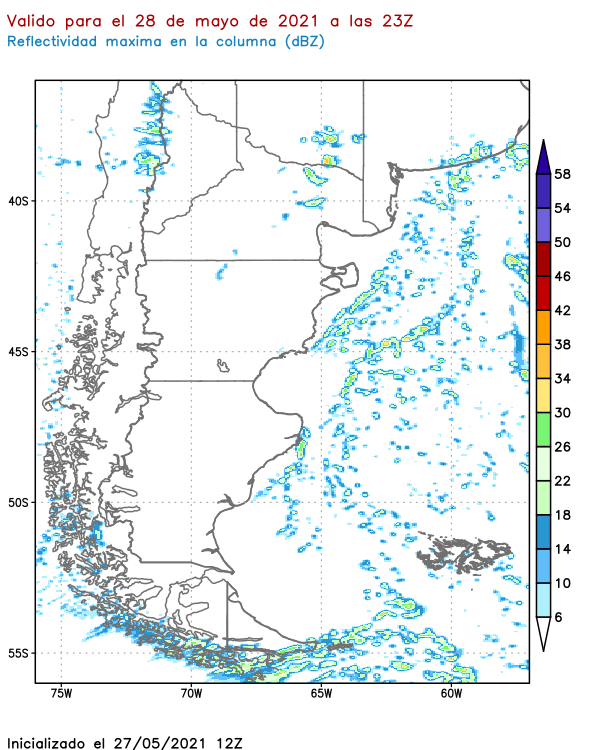 Valido para el 28 de mayo de 2021 a las 23Z
Reflectividad maxima en la columna (dBZ)
58
54
50
46
42
38
34
30
26
22
18
14
10
6
40S
45S
50S
55S
75W
70W
65W
60W
Inicializado el 27/05/2021 12Z